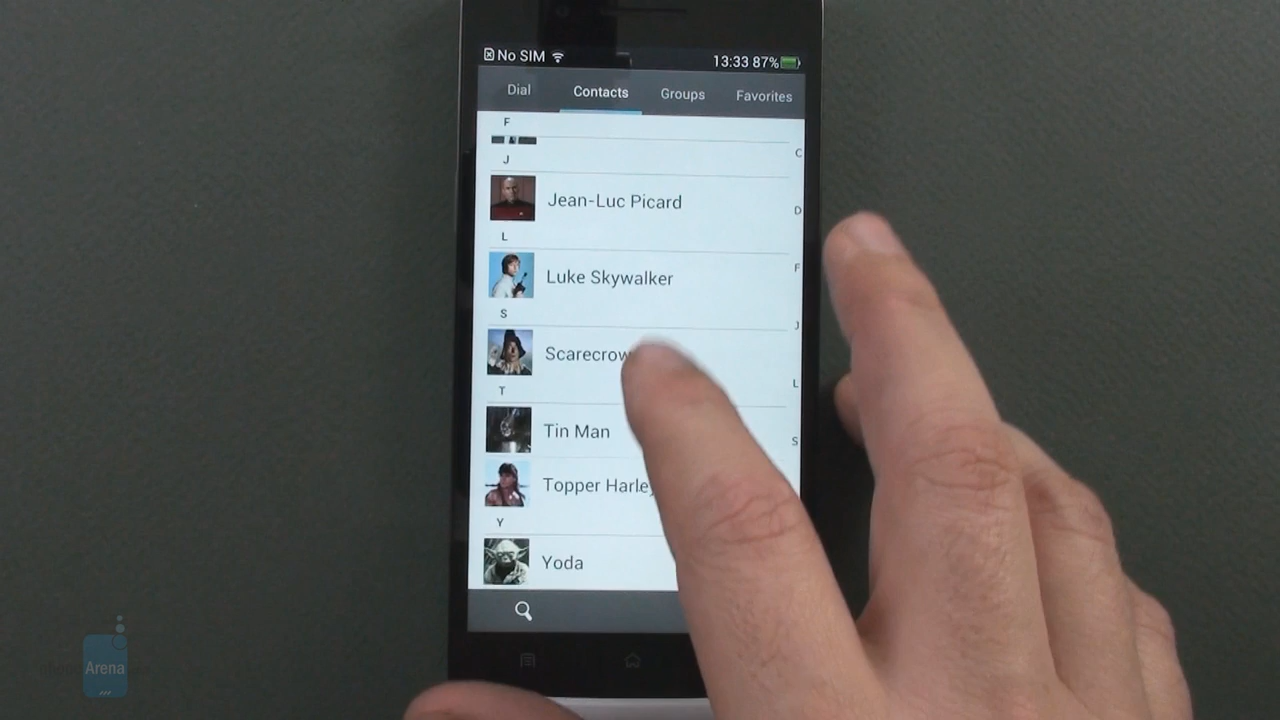 No SIM
13:33 87%
Dial Contacts Groups Favorites
F
C
J
Jean-Luc Picard
D
L
F
Luke Skywalker
S
J
Scarecrow
T
L
Tin Man
S
Topper Harley
Y
Yoda
Arena